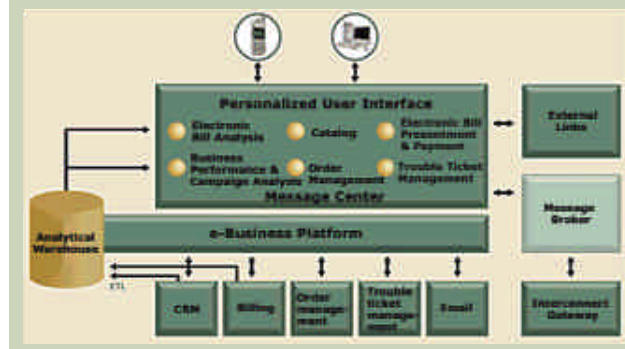 Personalized User Interface
Electronic
Bill Analysis
Catalog
Electronic Bill
Presentment
& Payment
Business
Performance &
Campaign Analysis
Order
Management
Trouble Ticket
Management
Message Center
External
Links
Message
Broker
Analytical
Warehouse
e-Business Platform
ETL
CRM
Billing
Order
manage-
ment
Trouble
ticket
manage-
ment
Email
Interconnect
Gateway